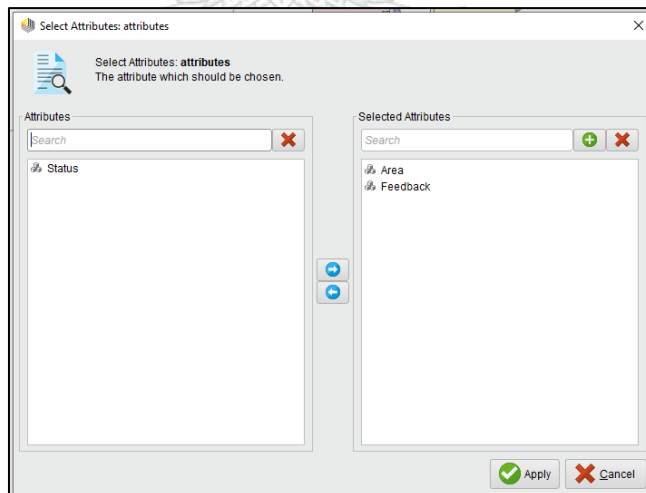 Select Attributes: attributes
Select Attributes: attributes
The attribute which should be chosen.
Attributes
Search
Status
Selected Attributes
Search
Area
Feedback
Apply
Cancel